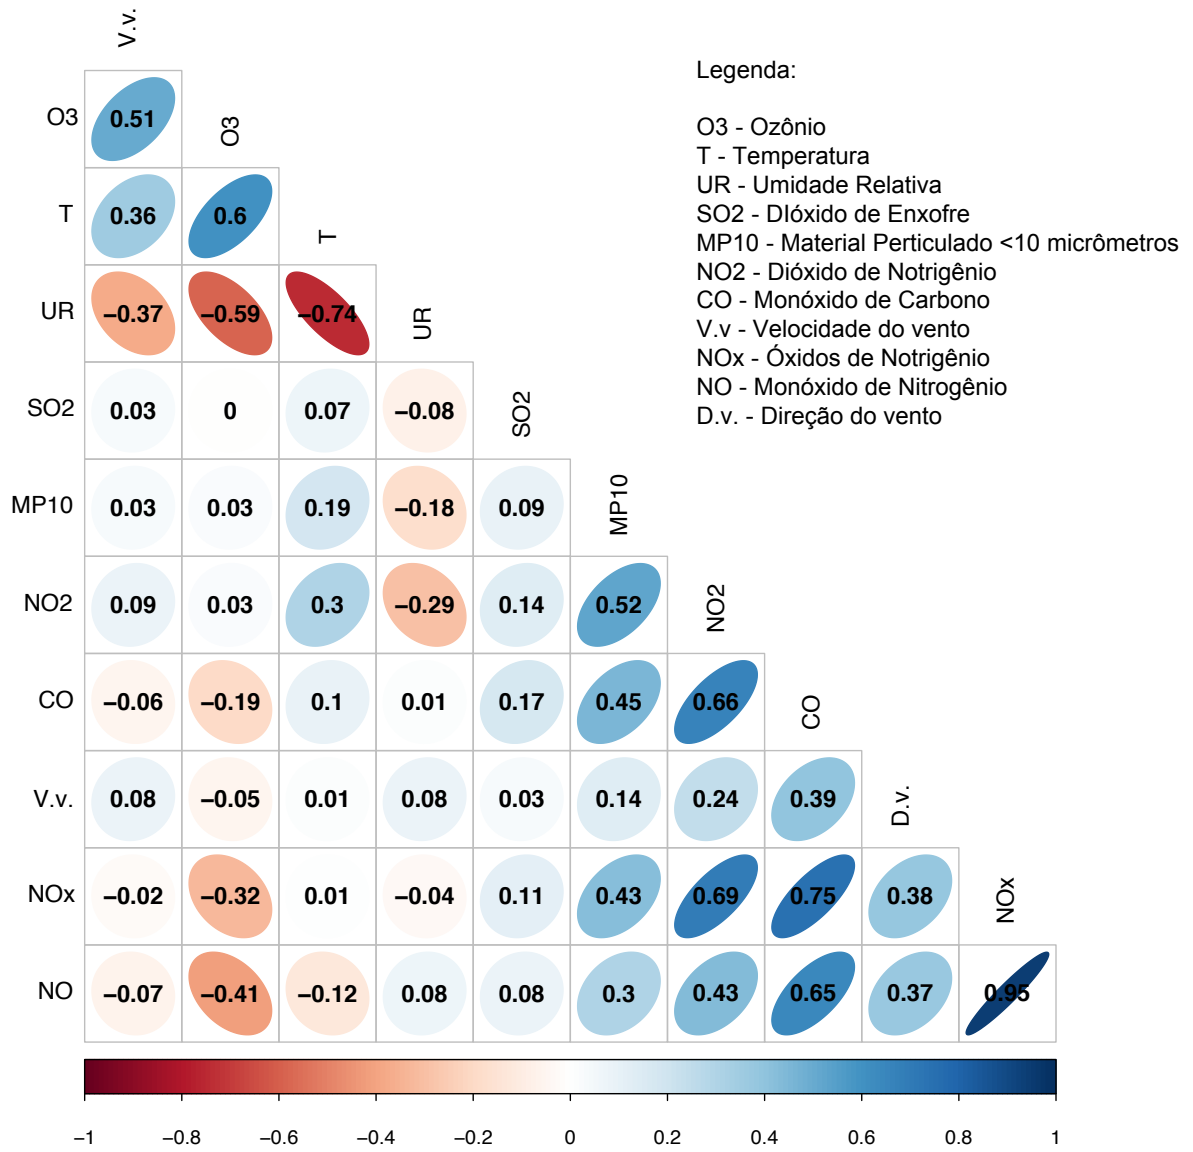 V.v.
O3 0.51 O3
T 0.36 0.6 T
UR −0.37 −0.59 −0.74 UR
SO2 0.03 0 0.07 −0.08 SO2
MP10 0.03 0.03 0.19 −0.18 0.09 MP10
NO2 0.09 0.03 0.3 −0.29 0.14 0.52 NO2
CO −0.06 −0.19 0.1 0.01 0.17 0.45 0.66 CO
V.v. 0.08 −0.05 0.01 0.08 0.03 0.14 0.24 0.39 D.v.
NOx −0.02 −0.32 0.01 −0.04 0.11 0.43 0.69 0.75 0.38 NOx
NO −0.07 −0.41 −0.12 0.08 0.08 0.3 0.43 0.65 0.37 0.95
−1 −0.8 −0.6 −0.4 −0.2 0 0.2 0.4 0.6 0.8 1
Legenda:
O3 - Ozônio
T - Temperatura
UR - Umidade Relativa
SO2 - DIóxido de Enxofre
MP10 - Material Perticulado <10 micrômetros
NO2 - Dióxido de Notrigênio
CO - Monóxido de Carbono
V.v - Velocidade do vento
NOx - Óxidos de Notrigênio
NO - Monóxido de Nitrogênio
D.v. - Direção do vento